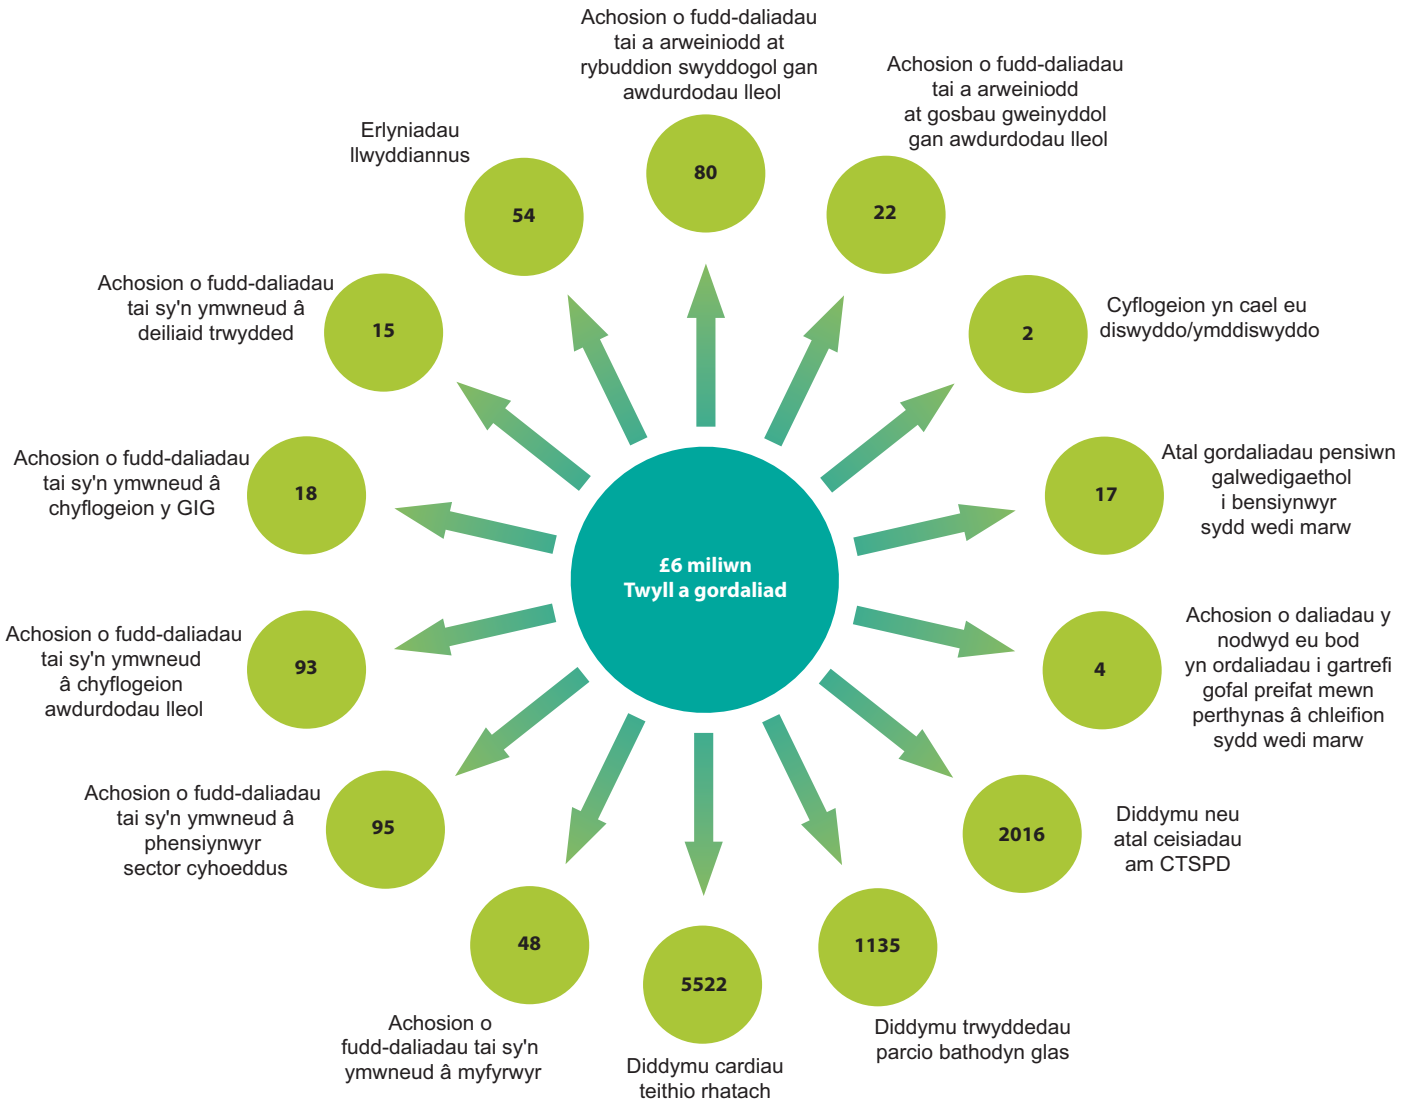 Achosion o fudd-daliadau
tai a arweiniodd at
rybuddion swyddogol gan
awdurdodau lleol
80
Achosion o fudd-daliadau
tai a arweiniodd
at gosbau gweinyddol
gan awdurdodau lleol
22
Cyflogeion yn cael eu
diswyddo/ymddiswyddo
2
Atal gordaliadau pensiwn
galwedigaethol
i bensiynwyr
sydd wedi marw
17
Achosion o daliadau y
nodwyd eu bod
yn ordaliadau i gartrefi
gofal preifat mewn
perthynas â chleifion
sydd wedi marw
4
Diddymu neu
atal ceisiadau
am CTSPD
2016
1135
Diddymu trwyddedau
parcio bathodyn glas
5522
Diddymu cardiau
teithio rhatach
48
Achosion o
fudd-daliadau tai sy'n
ymwneud â myfyrwyr
Achosion o fudd-daliadau
tai sy'n ymwneud â
phensiynwyr
sector cyhoeddus
95
Achosion o fudd-daliadau
tai sy'n ymwneud
â chyflogeion
awdurdodau lleol
93
Achosion o fudd-daliadau
tai sy'n ymwneud â
chyflogeion y GIG
18
Achosion o fudd-daliadau
tai sy'n ymwneud â
deiliaid trwydded
15
Erlyniadau
llwyddiannus
54
£6 miliwn
Twyll a gordaliad